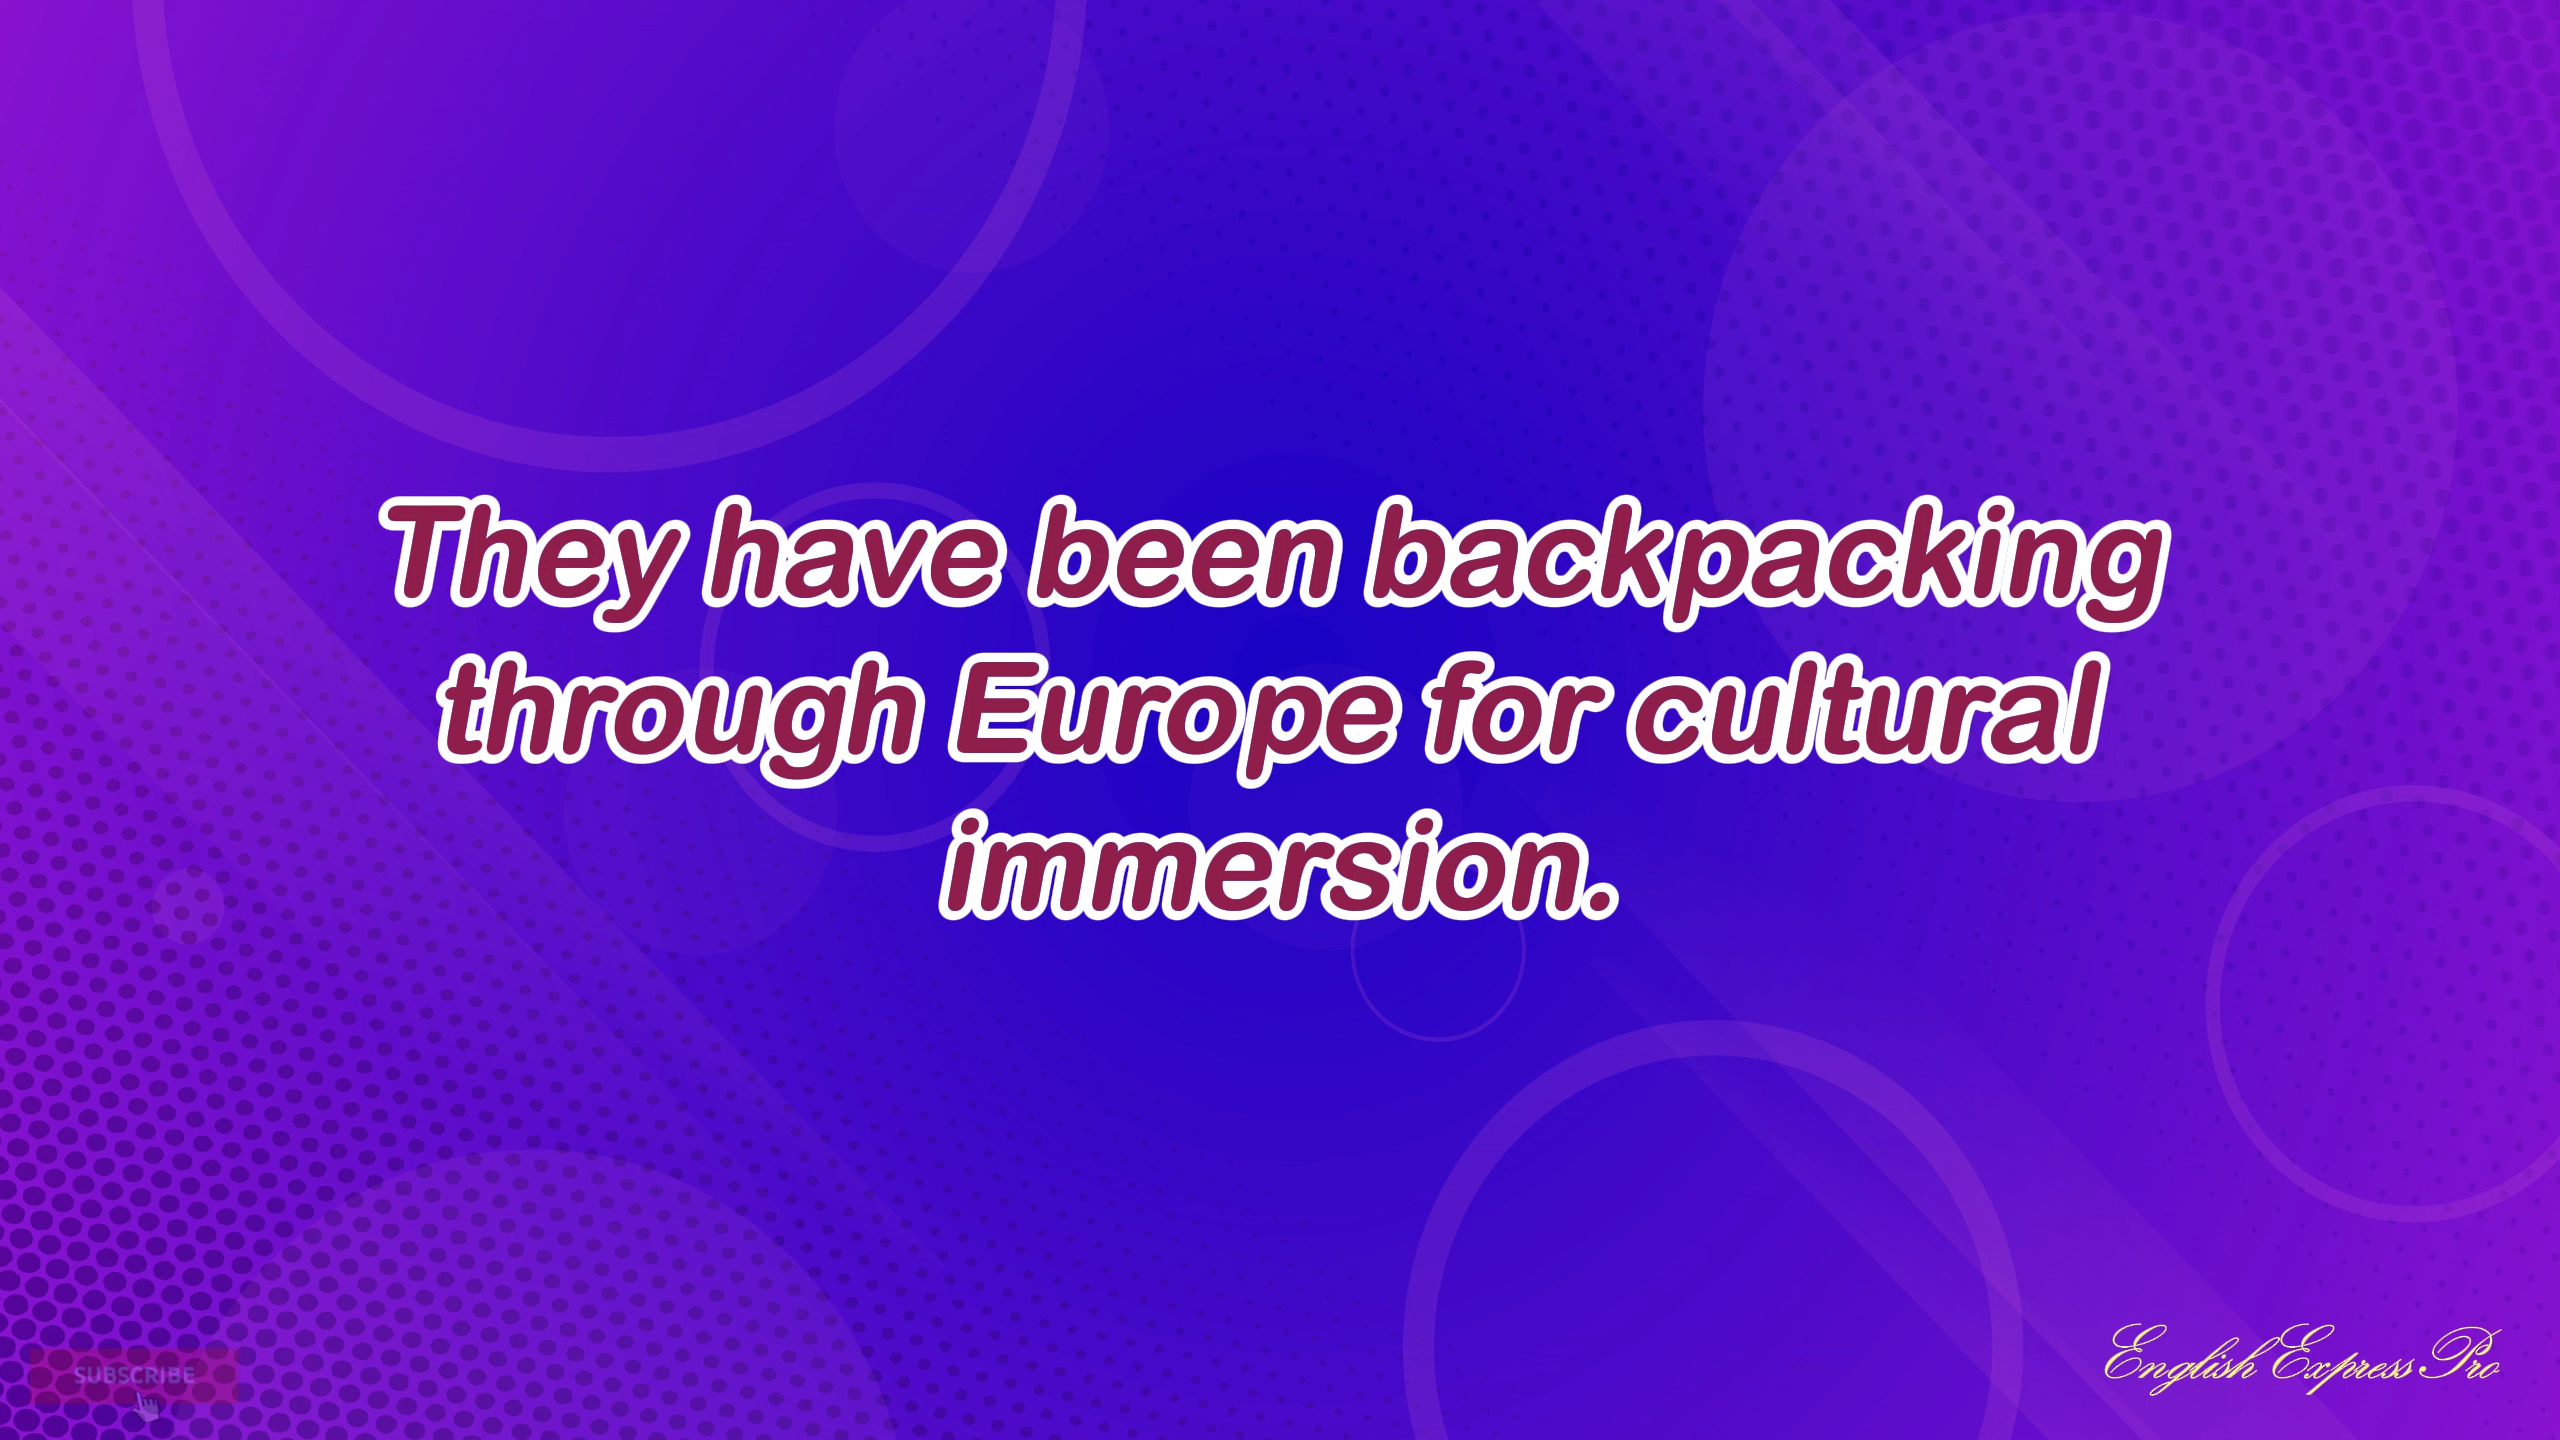 They have been backpacking
through Europe for cultural
immersion.
SUBSCRIBE
English Express Pro